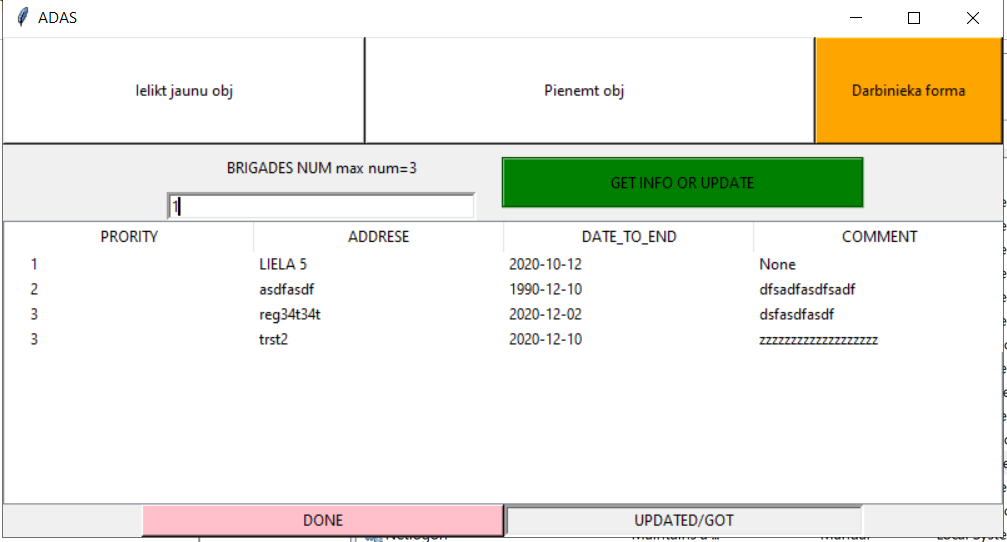 ADAS
Ielikt jaunu obj Pienemt obj Darbinieka forma
BRIGADES NUM max num=3
GET INFO OR UPDATE
1
PRORITY ADDRESE DATE_TO_END COMMENT
1 LIELA 5 2020-10-12 None
2 asdfasdf 1990-12-10 dfsadfasdfsadf
3 reg34t34t 2020-12-02 dsfasdfasdf
3 trst2 2020-12-10 zzzzzzzzzzzzzzzzzzz
DONE UPDATED/GOT